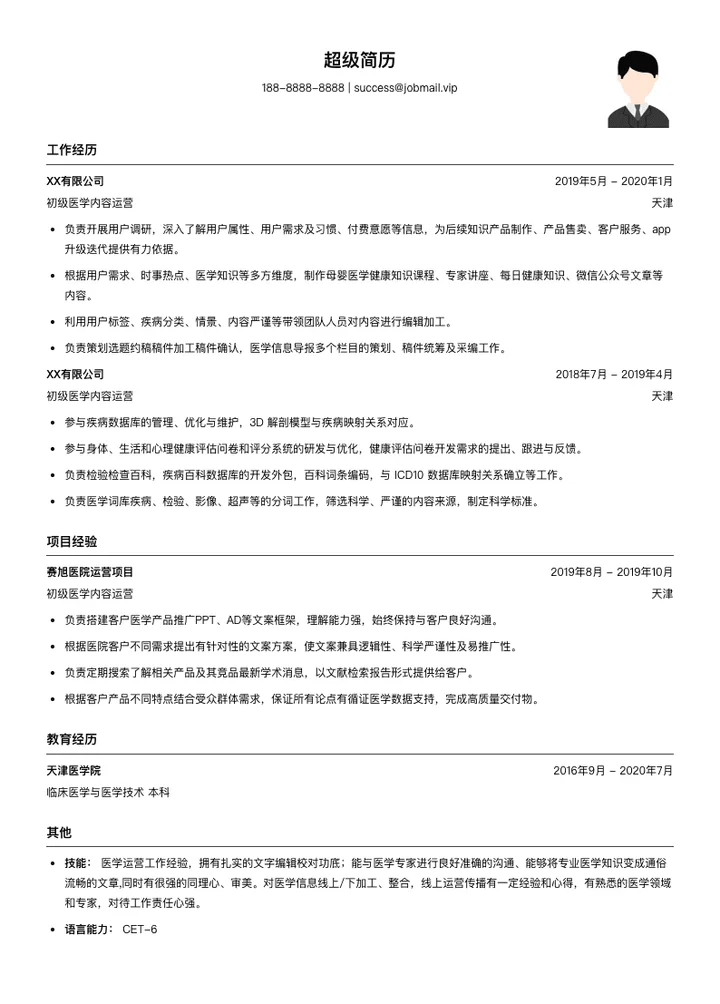 超级简历
188-8888-8888 | success@jobmail.vip
工作经历
XX有限公司 2019年5月 – 2020年1月
初级医学内容运营 天津
• 负责开展用户调研，深入了解用户属性、用户需求及习惯、付费意愿等信息，为后续知识产品制作、产品售卖、客户服务、app
升级迭代提供有力依据。
• 根据用户需求、时事热点、医学知识等多方维度，制作母婴医学健康知识课程、专家讲座、每日健康知识、微信公众号文章等
内容。
• 利用用户标签、疾病分类、情景、内容严谨等带领团队人员对内容进行编辑加工。
• 负责策划选题约稿稿件加工稿件确认，医学信息导报多个栏目的策划、稿件统筹及采编工作。
XX有限公司 2018年7月 – 2019年4月
初级医学内容运营 天津
• 参与疾病数据库的管理、优化与维护，3D 解剖模型与疾病映射关系对应。
• 参与身体、生活和心理健康评估问卷和评分系统的研发与优化，健康评估问卷开发需求的提出、跟进与反馈。
• 负责检验检查百科，疾病百科数据库的开发外包，百科词条编码，与 ICD10 数据库映射关系确立等工作。
• 负责医学词库疾病、检验、影像、超声等的分词工作，筛选科学、严谨的内容来源，制定科学标准。
项目经验
赛旭医院运营项目 2019年8月 – 2019年10月
初级医学内容运营 天津
• 负责搭建客户医学产品推广PPT、AD等文案框架，理解能力强，始终保持与客户良好沟通。
• 根据医院客户不同需求提出有针对性的文案方案，使文案兼具逻辑性、科学严谨性及易推广性。
• 负责定期搜索了解相关产品及其竞品最新学术消息，以文献检索报告形式提供给客户。
• 根据客户产品不同特点结合受众群体需求，保证所有论点有循证医学数据支持，完成高质量交付物。
教育经历
天津医学院 2016年9月 – 2020年7月
临床医学与医学技术 本科
其他
• 技能： 医学运营工作经验，拥有扎实的文字编辑校对功底；能与医学专家进行良好准确的沟通、能够将专业医学知识变成通俗
流畅的文章,同时有很强的同理心、审美。对医学信息线上/下加工、整合，线上运营传播有一定经验和心得，有熟悉的医学领域
和专家，对待工作责任心强。
• 语言能力： CET-6